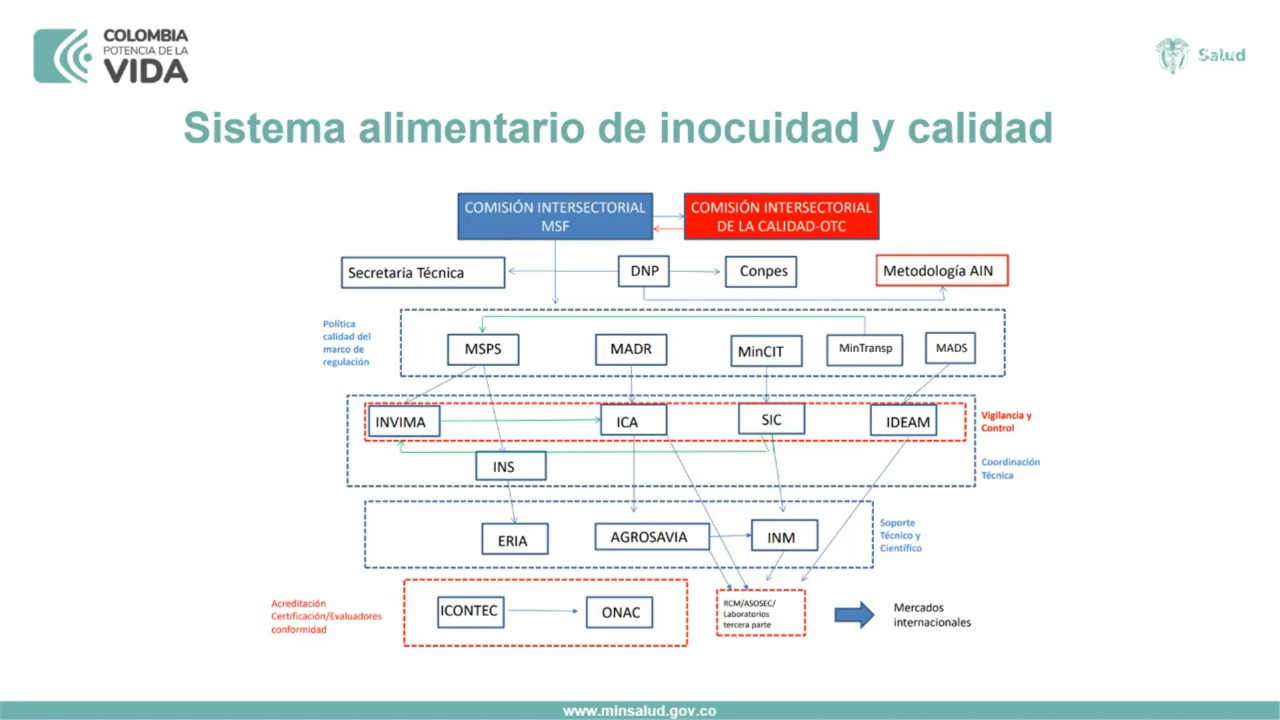 COLOMBIA
POTENCIA DE LA
VIDA
Salud
Sistema alimentario de inocuidad y calidad
COMISIÓN INTERSECTORIAL
MSF
COMISIÓN INTERSECTORIAL
DE LA CALIDAD-OTC
Secretaria Técnica
DNP
Conpes
Metodología AIN
Política
calidad del
marco de
regulación
MSPS
MADR
MinCIT
MinTransp
MADS
INVIMA
ICA
SIC
IDEAM
Vigilancia y
Control
INS
Coordinación
Técnica
ERIA
AGROSAVIA
INM
Soporte
Técnico y
Científico
Acreditación
Certificación/Evaluadores
conformidad
ICONTEC
ONAC
RCM/ASOSEC/
Laboratorios
tercera parte
Mercados
internacionales
www.minsalud.gov.co